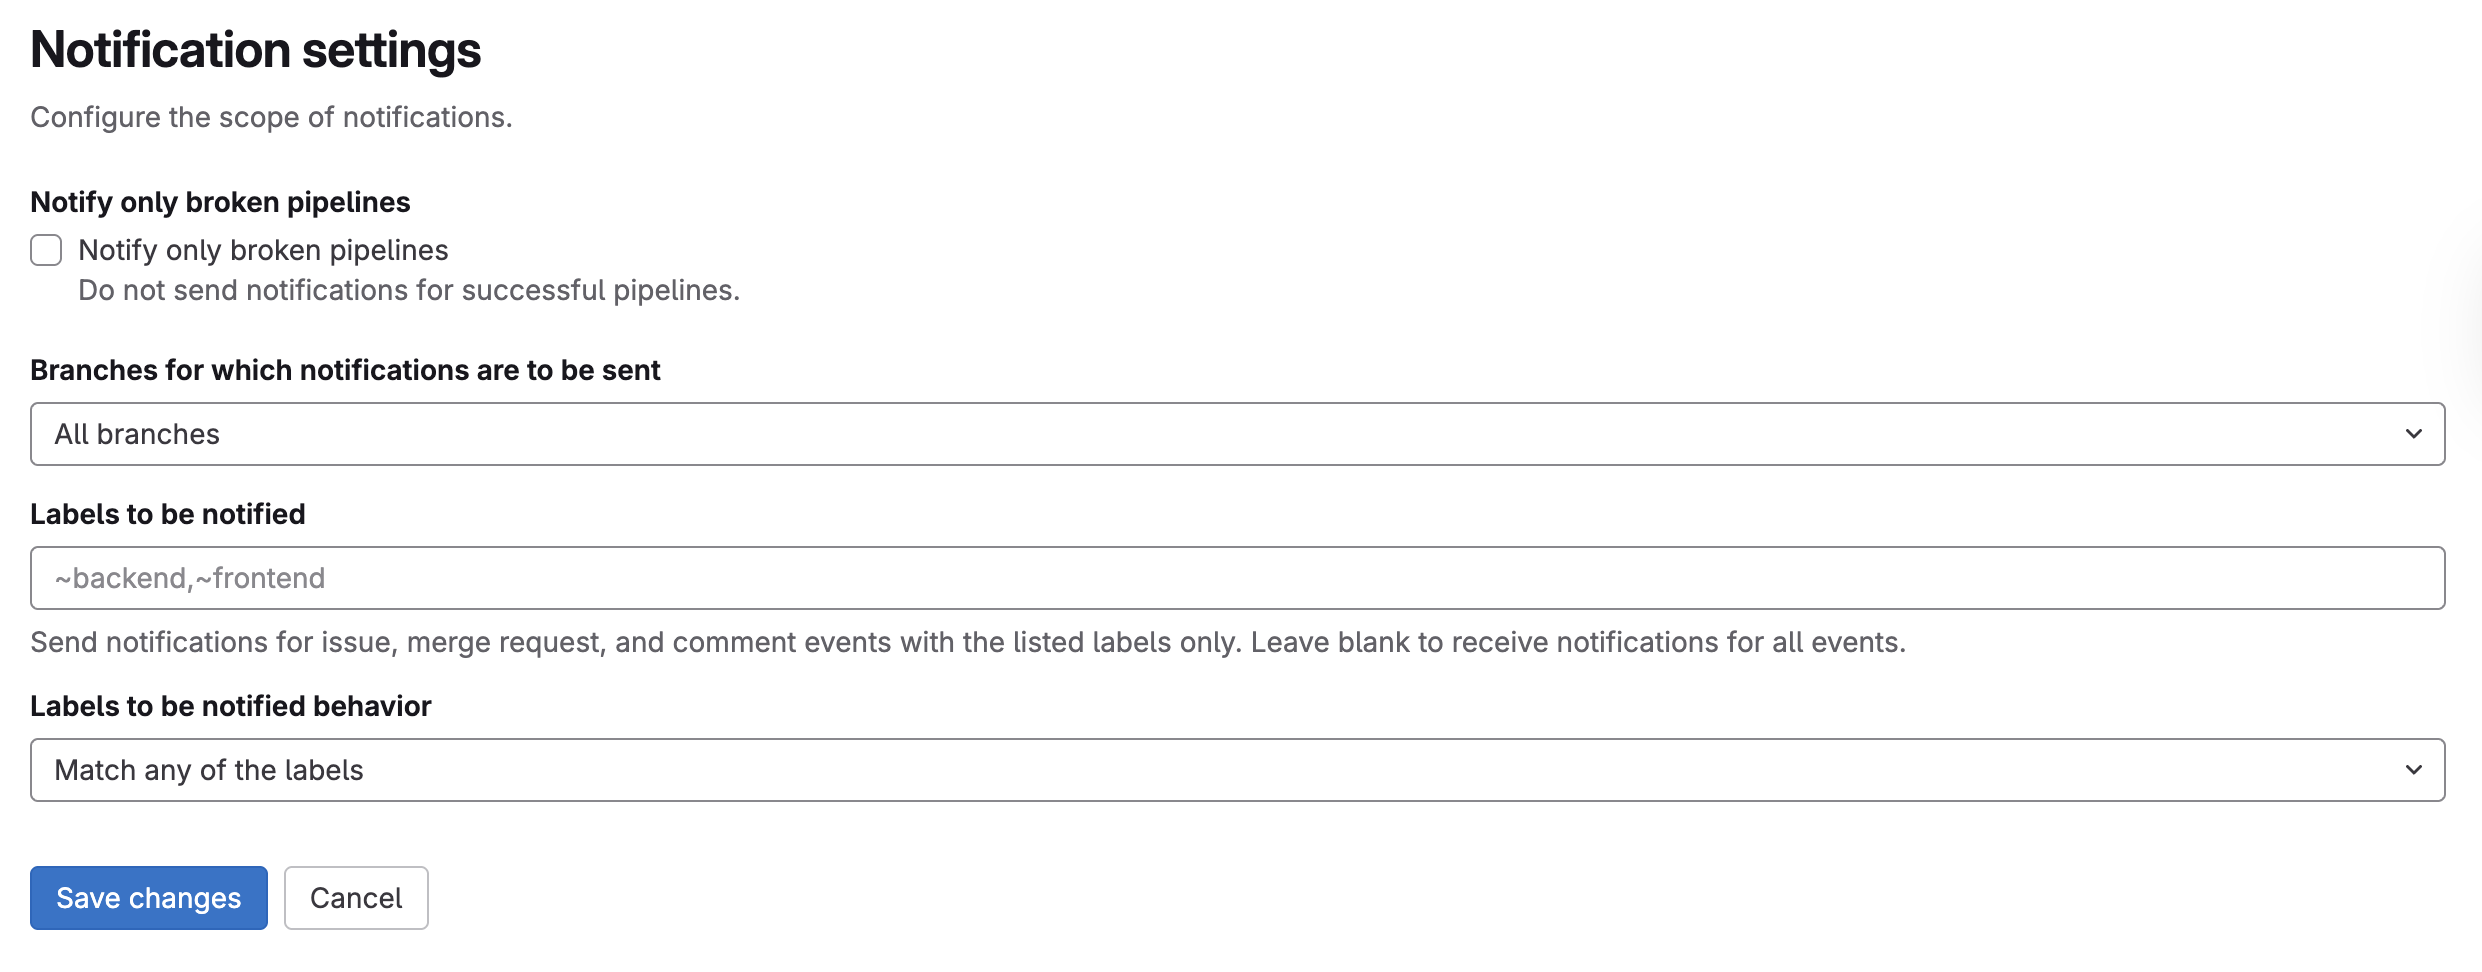 Notification settings
Configure the scope of notifications.
Notify only broken pipelines
Notify only broken pipelines
Do not send notifications for successful pipelines.
Branches for which notifications are to be sent
All branches
Labels to be notified
~backend,~frontend
Send notifications for issue, merge request, and comment events with the listed labels only. Leave blank to receive notifications for all events.
Labels to be notified behavior
Match any of the labels
Save changes
Cancel